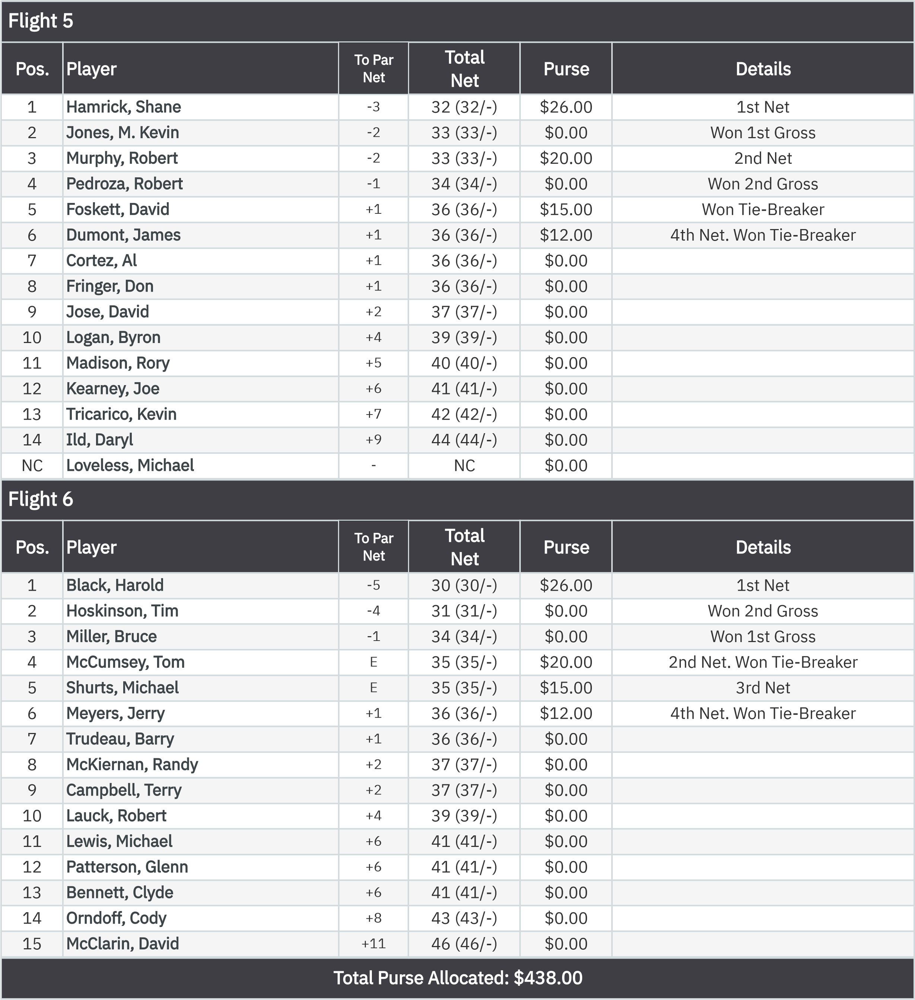 Flight 5
Pos. Player To Par Net Total Net Purse Details
1 Hamrick, Shane -3 32 (32/-) $26.00 1st Net
2 Jones, M. Kevin -2 33 (33/-) $0.00 Won 1st Gross
3 Murphy, Robert -2 33 (33/-) $20.00 2nd Net
4 Pedroza, Robert -1 34 (34/-) $0.00 Won 2nd Gross
5 Foskett, David +1 36 (36/-) $15.00 Won Tie-Breaker
6 Dumont, James +1 36 (36/-) $12.00 4th Net. Won Tie-Breaker
7 Cortez, Al +1 36 (36/-) $0.00
8 Fringer, Don +1 36 (36/-) $0.00
9 Jose, David +2 37 (37/-) $0.00
10 Logan, Byron +4 39 (39/-) $0.00
11 Madison, Rory +5 40 (40/-) $0.00
12 Kearney, Joe +6 41 (41/-) $0.00
13 Tricarico, Kevin +7 42 (42/-) $0.00
14 Ild, Daryl +9 44 (44/-) $0.00
NC Loveless, Michael - NC $0.00
Flight 6
Pos. Player To Par Net Total Net Purse Details
1 Black, Harold -5 30 (30/-) $26.00 1st Net
2 Hoskinson, Tim -4 31 (31/-) $0.00 Won 2nd Gross
3 Miller, Bruce -1 34 (34/-) $0.00 Won 1st Gross
4 McCumsey, Tom E 35 (35/-) $20.00 2nd Net. Won Tie-Breaker
5 Shurts, Michael E 35 (35/-) $15.00 3rd Net
6 Meyers, Jerry +1 36 (36/-) $12.00 4th Net. Won Tie-Breaker
7 Trudeau, Barry +1 36 (36/-) $0.00
8 McKiernan, Randy +2 37 (37/-) $0.00
9 Campbell, Terry +2 37 (37/-) $0.00
10 Lauck, Robert +4 39 (39/-) $0.00
11 Lewis, Michael +6 41 (41/-) $0.00
12 Patterson, Glenn +6 41 (41/-) $0.00
13 Bennett, Clyde +6 41 (41/-) $0.00
14 Orndoff, Cody +8 43 (43/-) $0.00
15 McClarin, David +11 46 (46/-) $0.00
Total Purse Allocated: $438.00